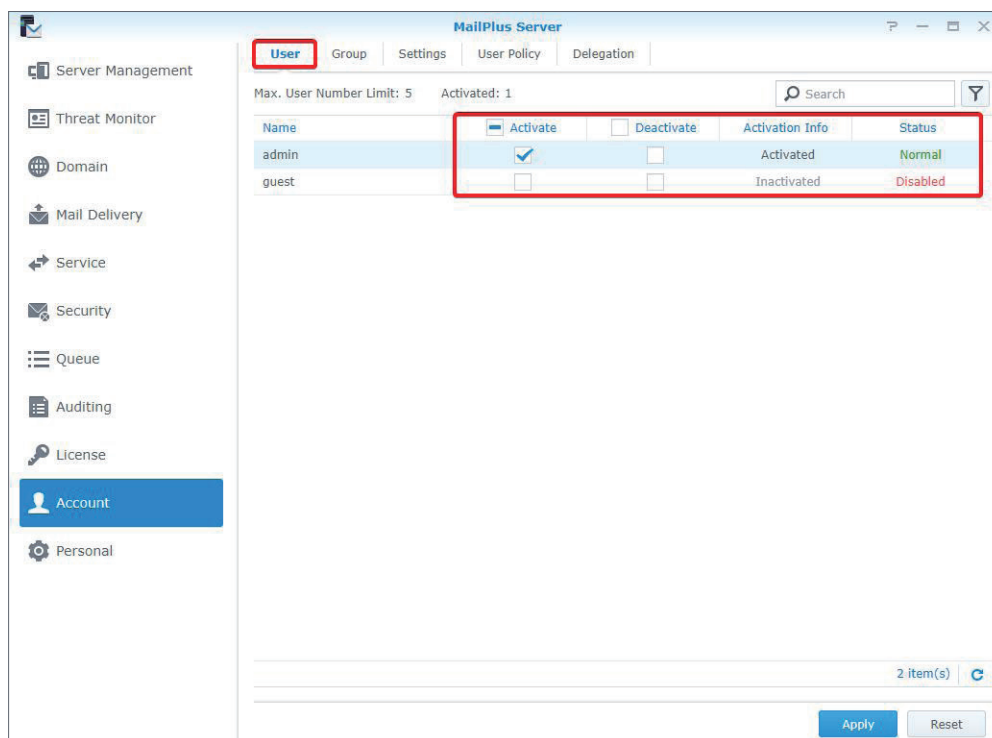 MailPlus Server
Server Management
Threat Monitor
Domain
Mail Delivery
Service
Security
Queue
Auditing
License
Account
Personal
User Group Settings User Policy Delegation
Max. User Number Limit: 5 Activated: 1 Search
Name Activate Deactivate Activation Info Status
admin Activated Normal
guest Inactivated Disabled
2 item(s)
Apply Reset